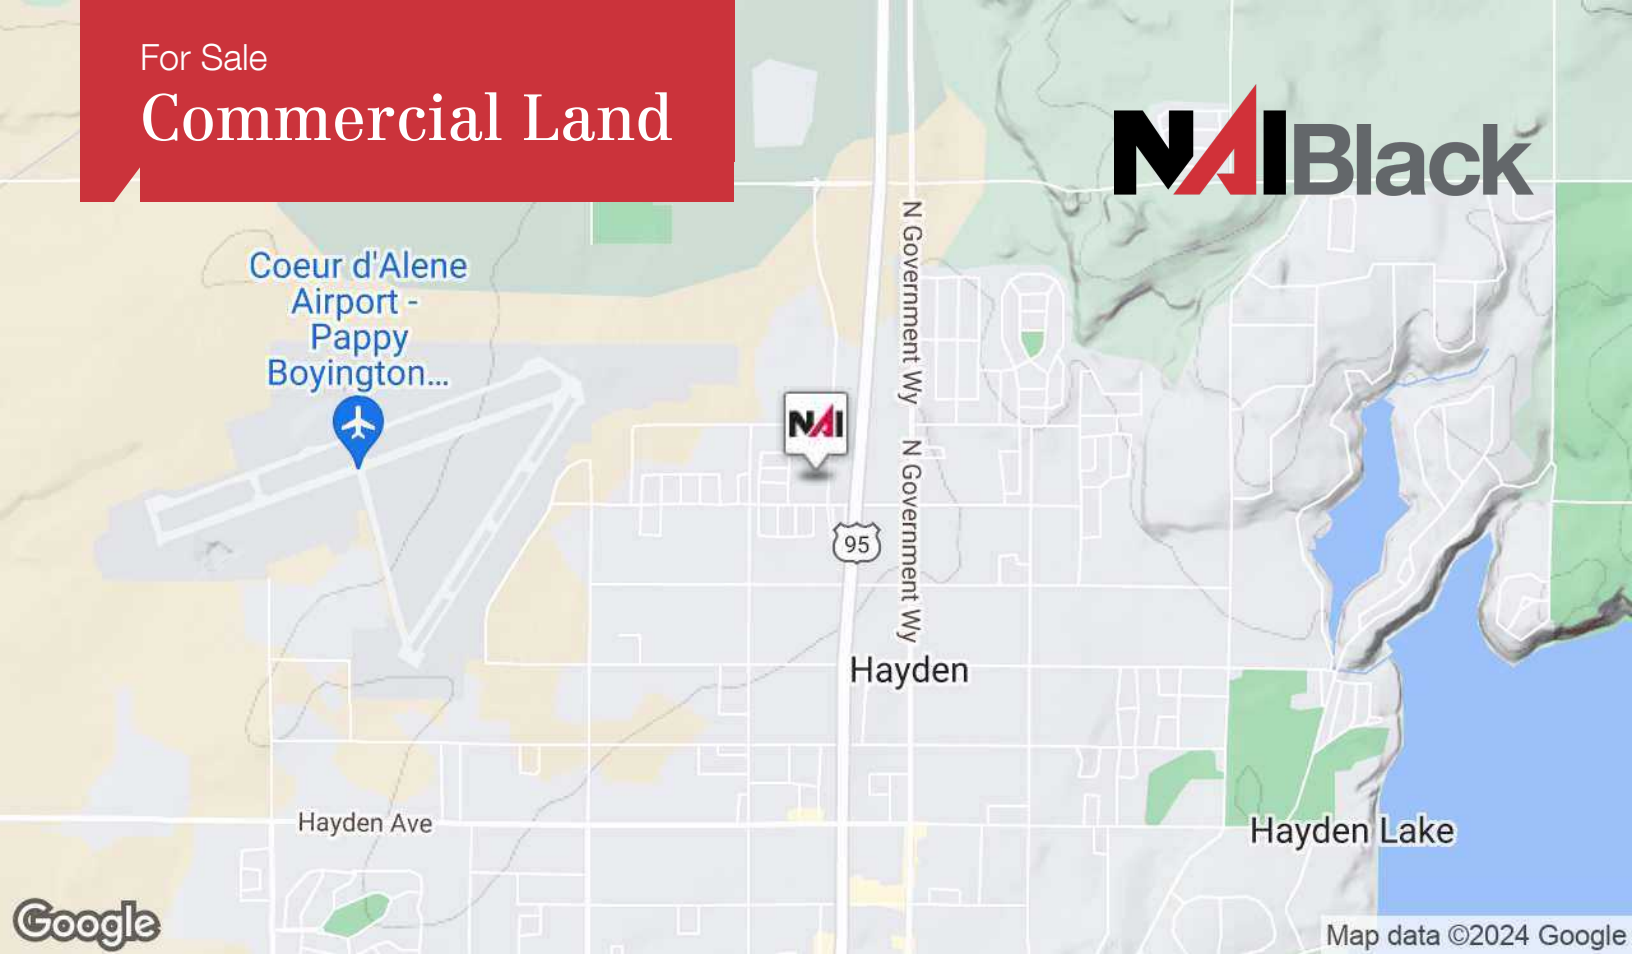 For Sale
Commercial Land
NAIBlack
N Government Wy
Coeur d'Alene
Airport -
Pappy
Boyington...
NAI
N Government Wy
95
Hayden
Hayden Ave
Hayden Lake
Google
Map data ©2024 Google